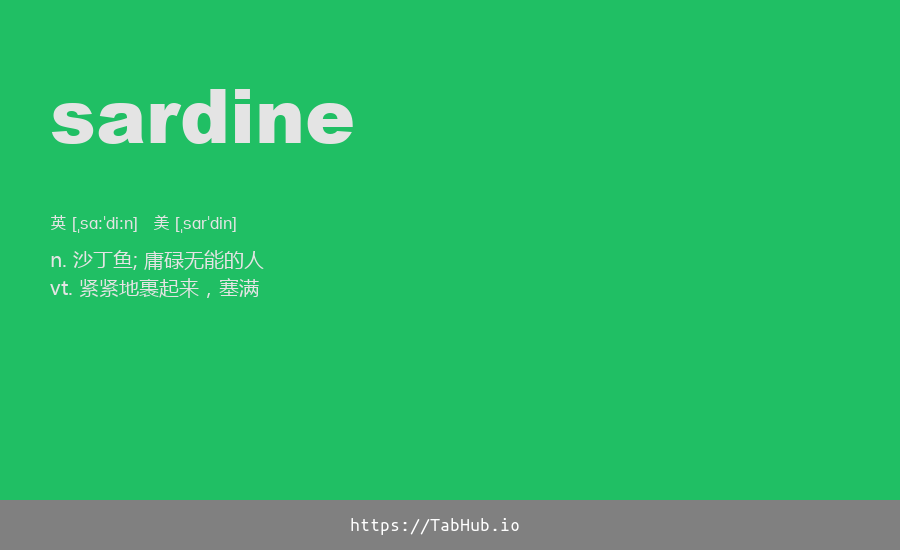 sardine
英 [ˌsɑːˈdiːn] 美 [ˌsɑrˈdin]
n. 沙丁鱼; 庸碌无能的人
vt. 紧紧地裹起来，塞满
https://TabHub.io